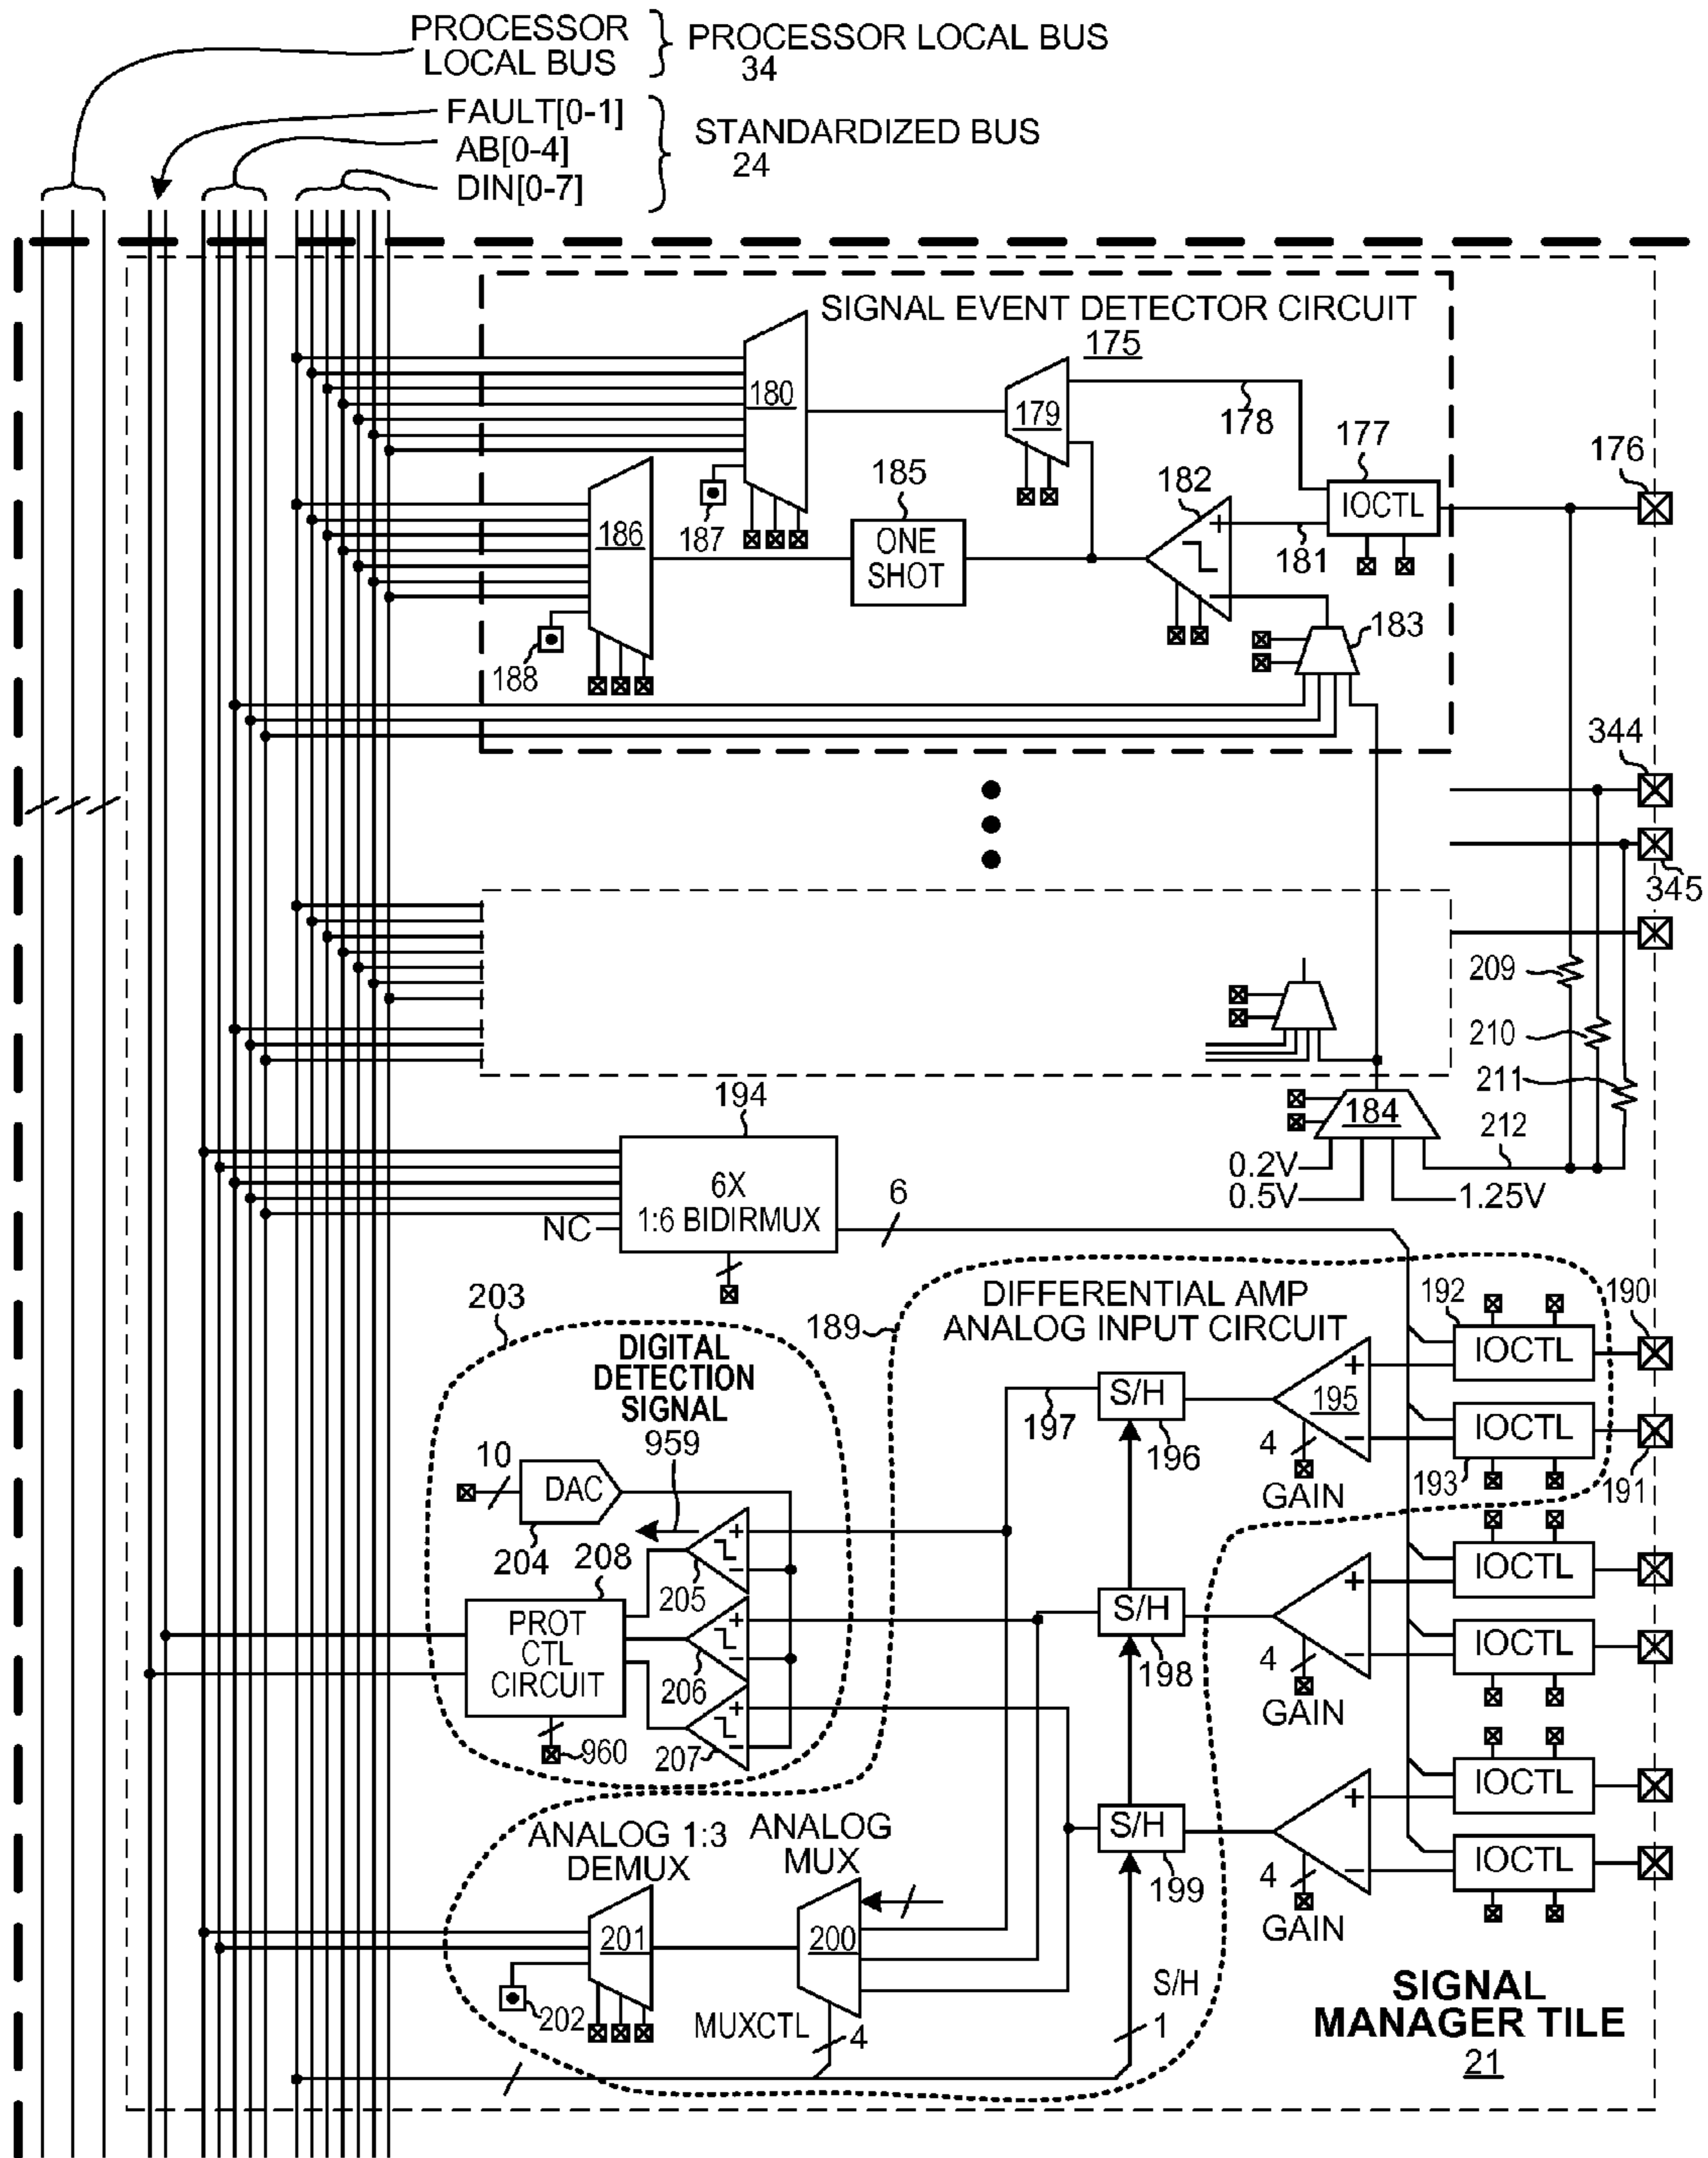 PROCESSOR
LOCAL BUS
PROCESSOR LOCAL BUS
34
FAULT[0-1]
AB[0-4]
DIN[0-7]
STANDARDIZED BUS
24
SIGNAL EVENT DETECTOR CIRCUIT
175
180
179
178
177
176
IOCTL
182
+
181
185
ONE
SHOT
186
187
188
183
344
345
209
210
211
212
184
0.2V
0.5V
1.25V
194
6X
1:6 BIDIRMUX
NC
6
203
189
DIFFERENTIAL AMP
ANALOG INPUT CIRCUIT
192
190
IOCTL
DIGITAL
DETECTION
SIGNAL
959
197
S/H
196
+
195
−
4
GAIN
IOCTL
193
191
10
DAC
204
208
+
−
205
PROT
CTL
CIRCUIT
+
−
206
+
−
207
960
S/H
198
+
−
4
GAIN
IOCTL
IOCTL
S/H
199
+
−
4
GAIN
IOCTL
IOCTL
ANALOG 1:3
DEMUX
ANALOG
MUX
201
200
202
MUXCTL
4
S/H
1
SIGNAL
MANAGER TILE
21